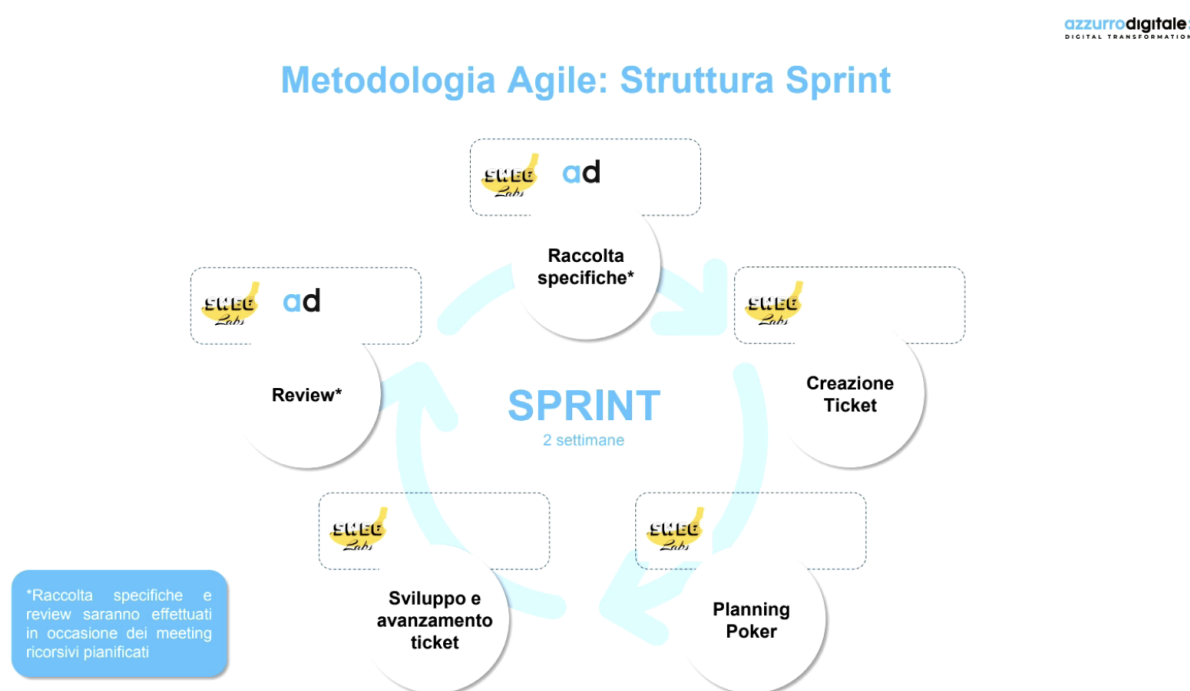 azzurrodigitale:
DIGITAL TRANSFORMATION
Metodologia Agile: Struttura Sprint
SWEG
Labs
ad
Raccolta
specifiche*
SWEG
Labs
ad
Review*
SWEG
Labs
Creazione
Ticket
SPRINT
2 settimane
SWEG
Labs
Sviluppo e
avanzamento
ticket
SWEG
Labs
Planning
Poker
*Raccolta specifiche e
review saranno effettuati
in occasione dei meeting
ricorsivi pianificati